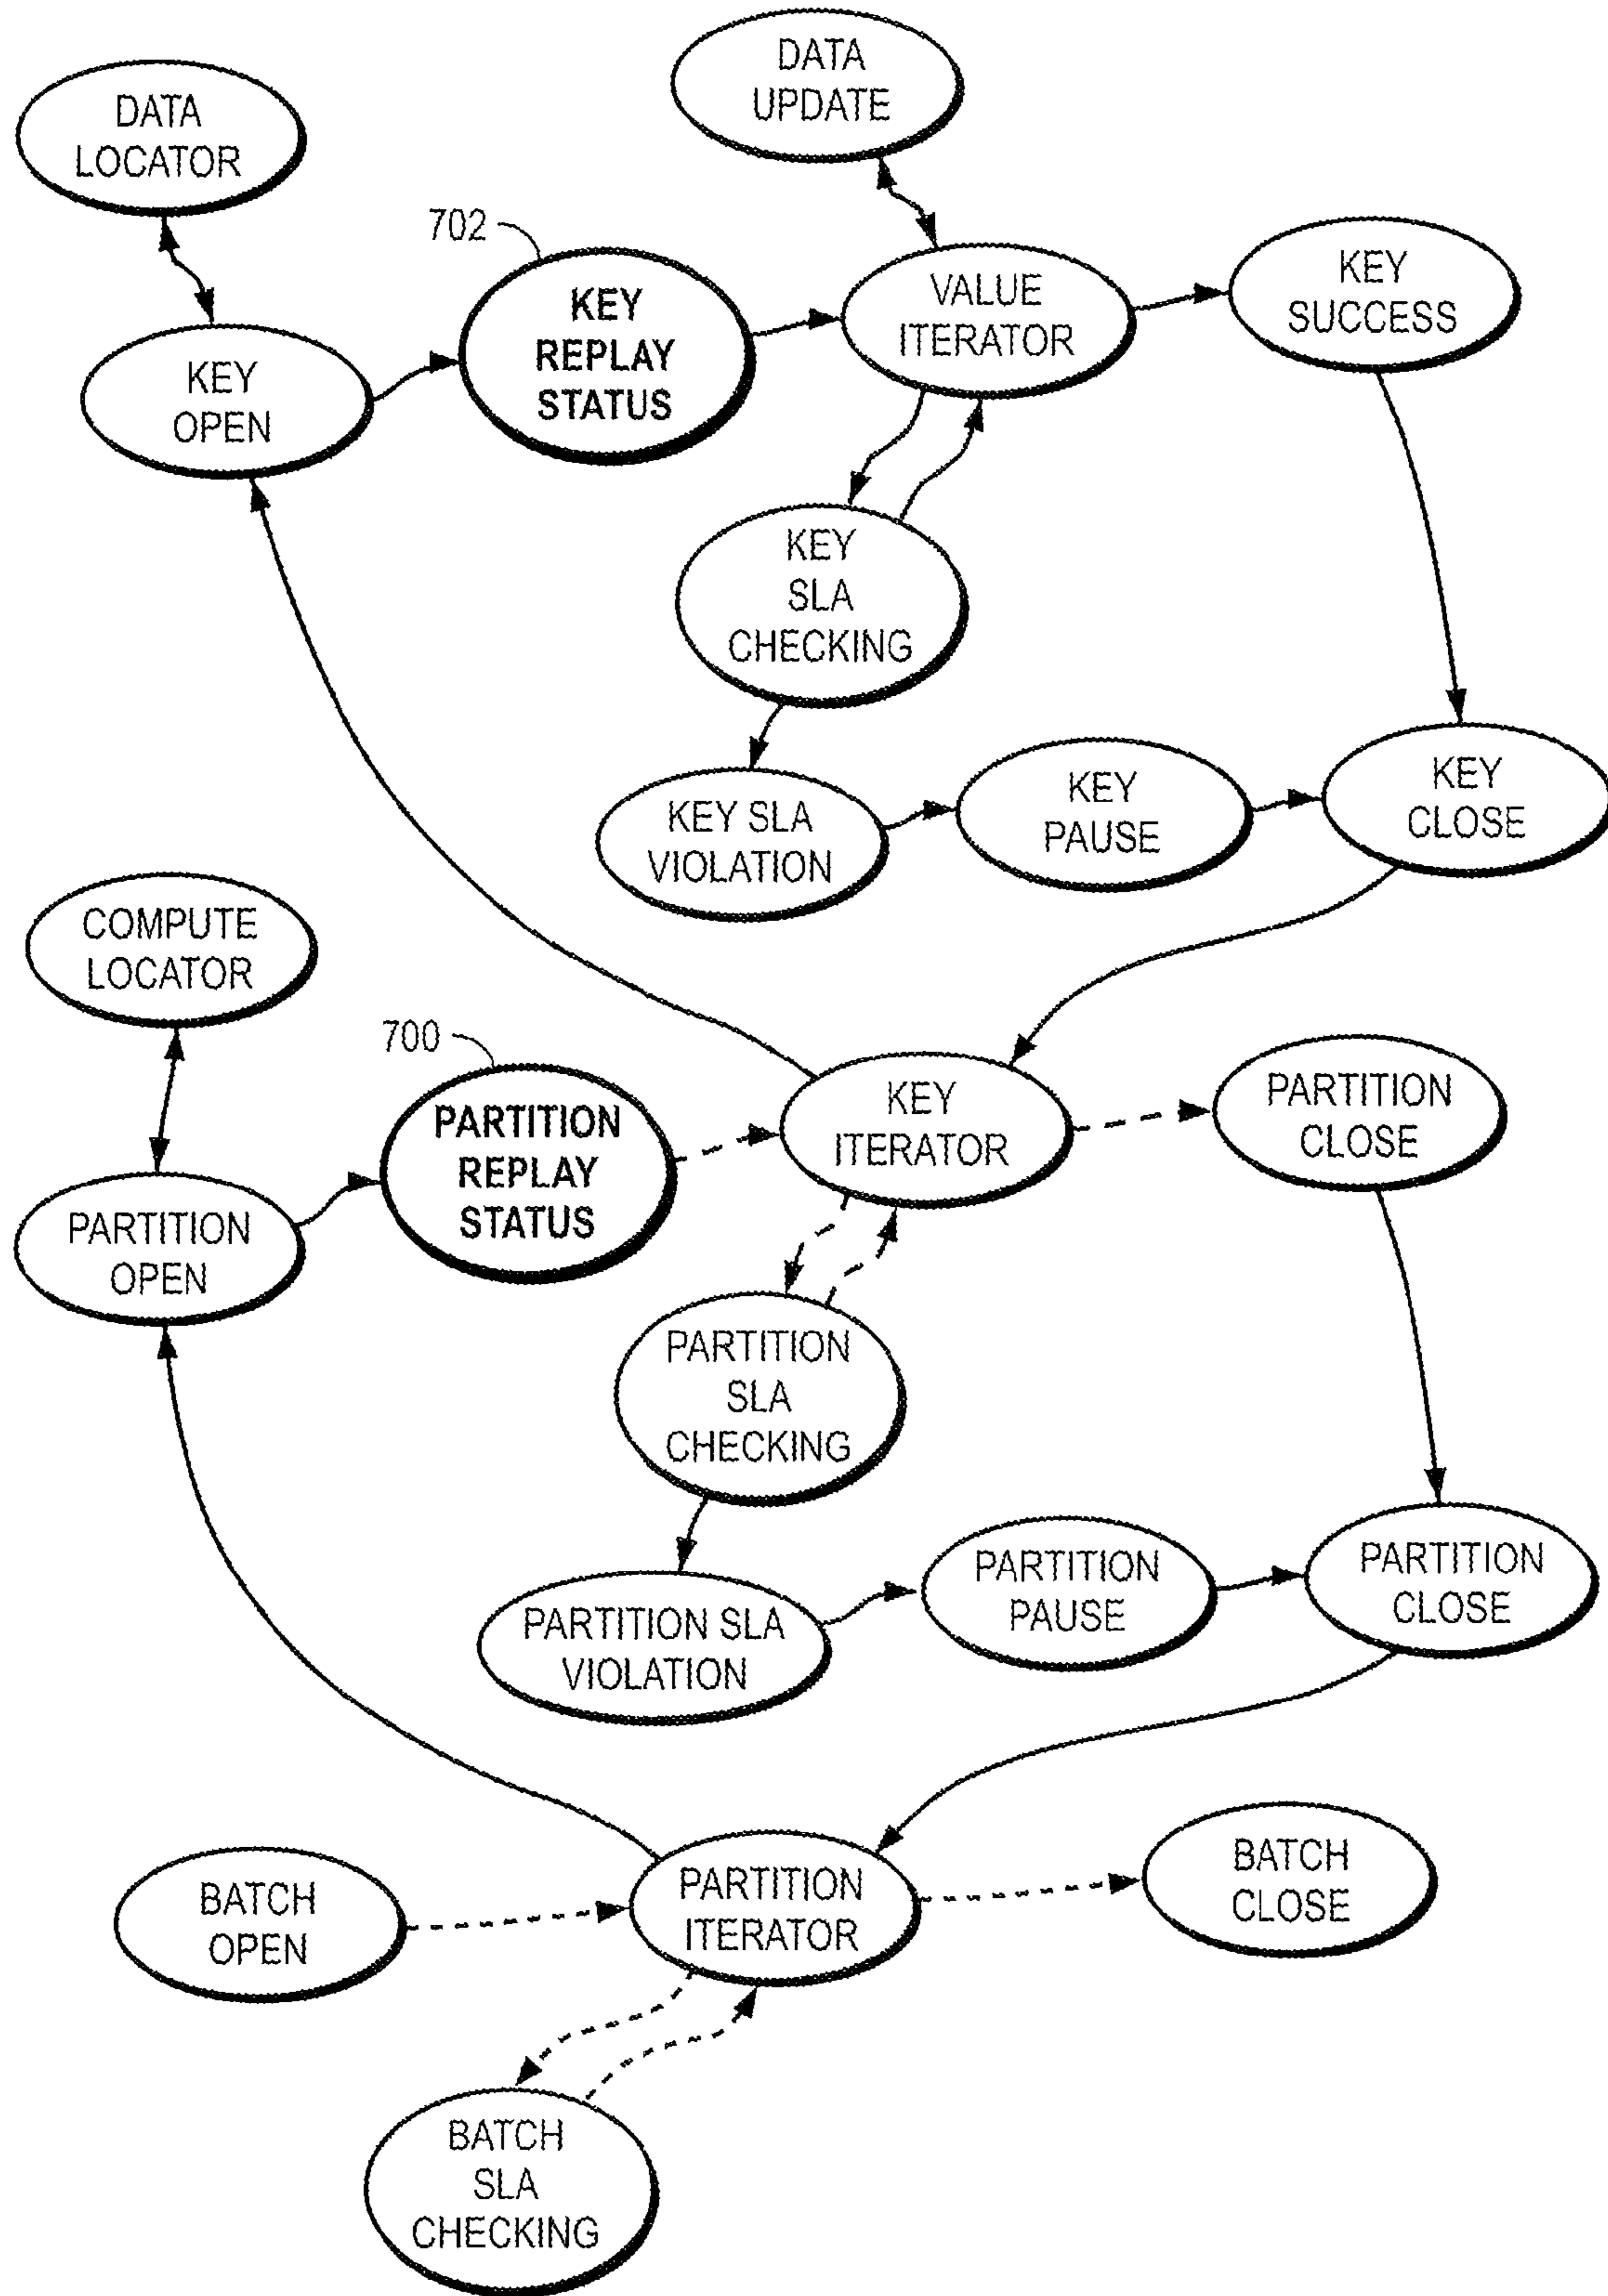 DATA
UPDATE
DATA
LOCATOR
702
KEY
REPLAY
STATUS
VALUE
ITERATOR
KEY
SUCCESS
KEY
OPEN
KEY
SLA
CHECKING
KEY SLA
VIOLATION
KEY
PAUSE
KEY
CLOSE
COMPUTE
LOCATOR
700
PARTITION
REPLAY
STATUS
KEY
ITERATOR
PARTITION
CLOSE
PARTITION
OPEN
PARTITION
SLA
CHECKING
PARTITION SLA
VIOLATION
PARTITION
PAUSE
PARTITION
CLOSE
BATCH
OPEN
PARTITION
ITERATOR
BATCH
CLOSE
BATCH
SLA
CHECKING